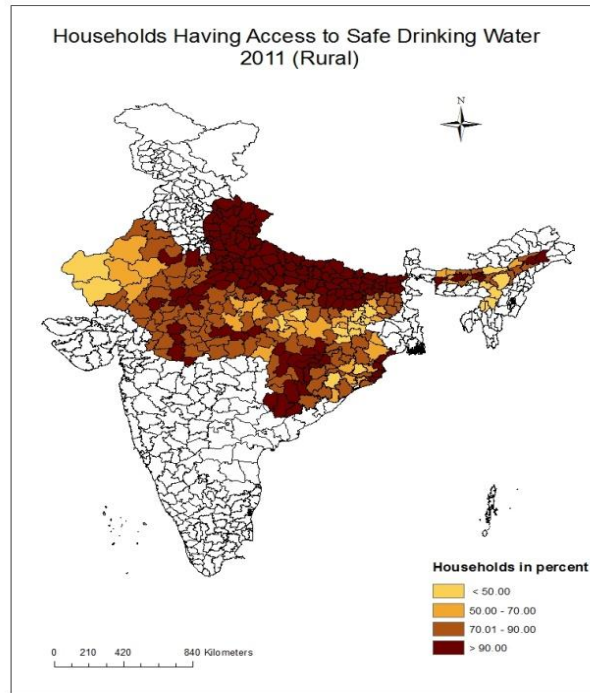 Households Having Access to Safe Drinking Water
2011 (Rural)
N
Households in percent
< 50.00
50.00 - 70.00
70.01 - 90.00
> 90.00
0 210 420 840 Kilometers